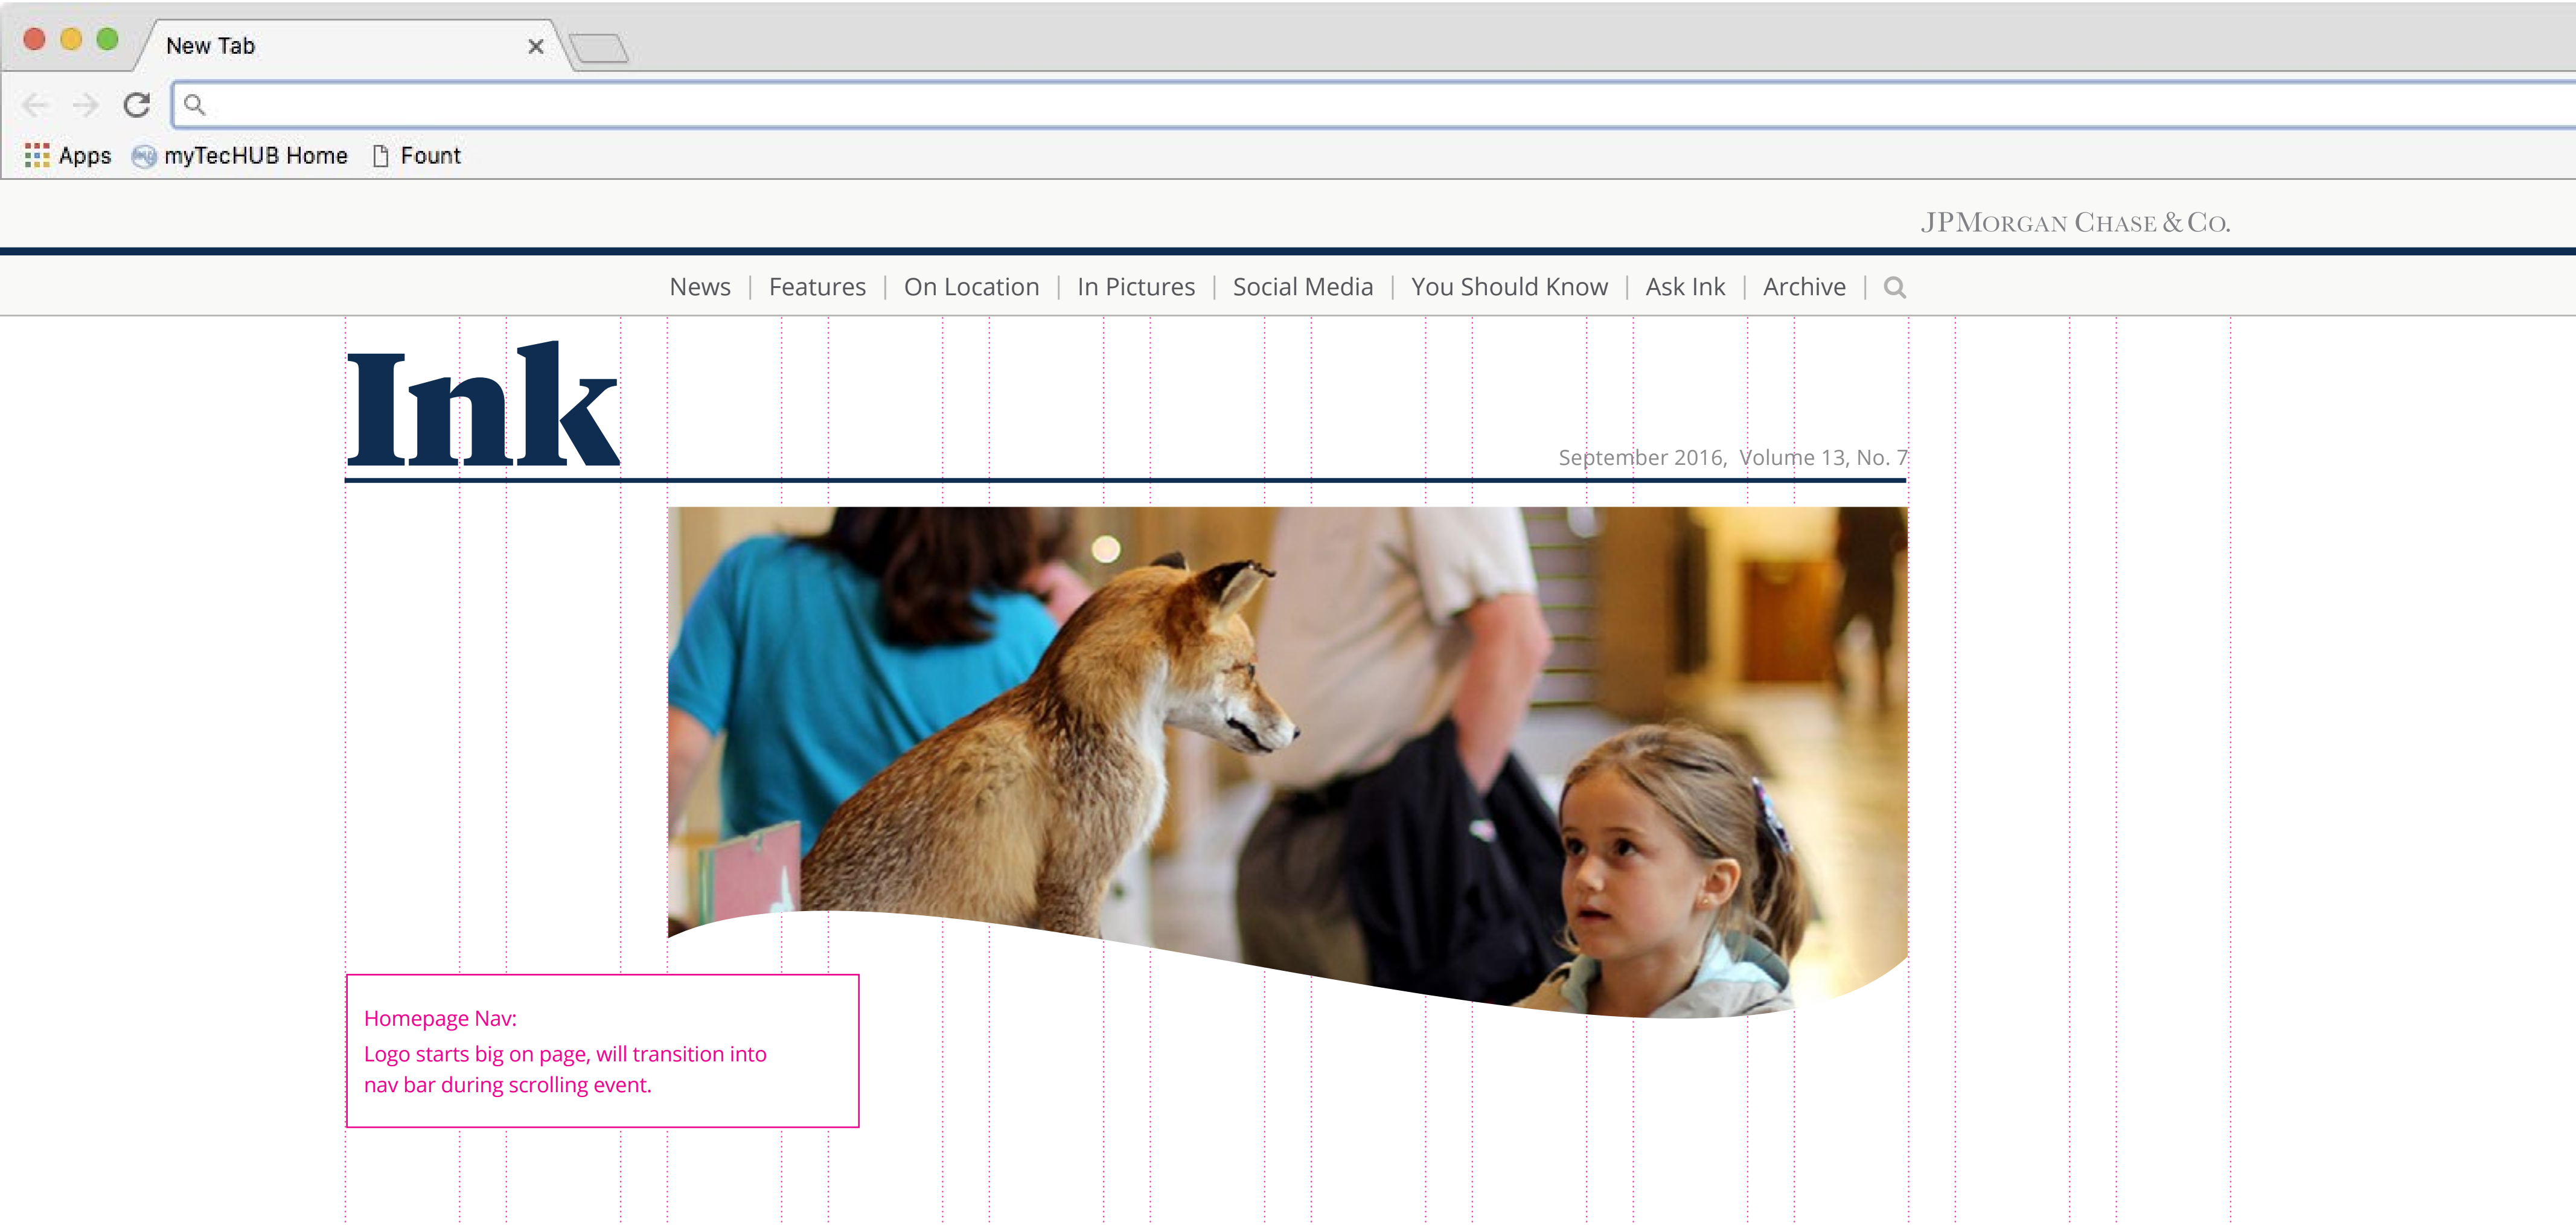 New Tab
Apps myTecHUB Home Fount
JPMORGAN CHASE & CO.
News | Features | On Location | In Pictures | Social Media | You Should Know | Ask Ink | Archive |
Ink
September 2016, Volume 13, No. 7
Homepage Nav:
Logo starts big on page, will transition into
nav bar during scrolling event.